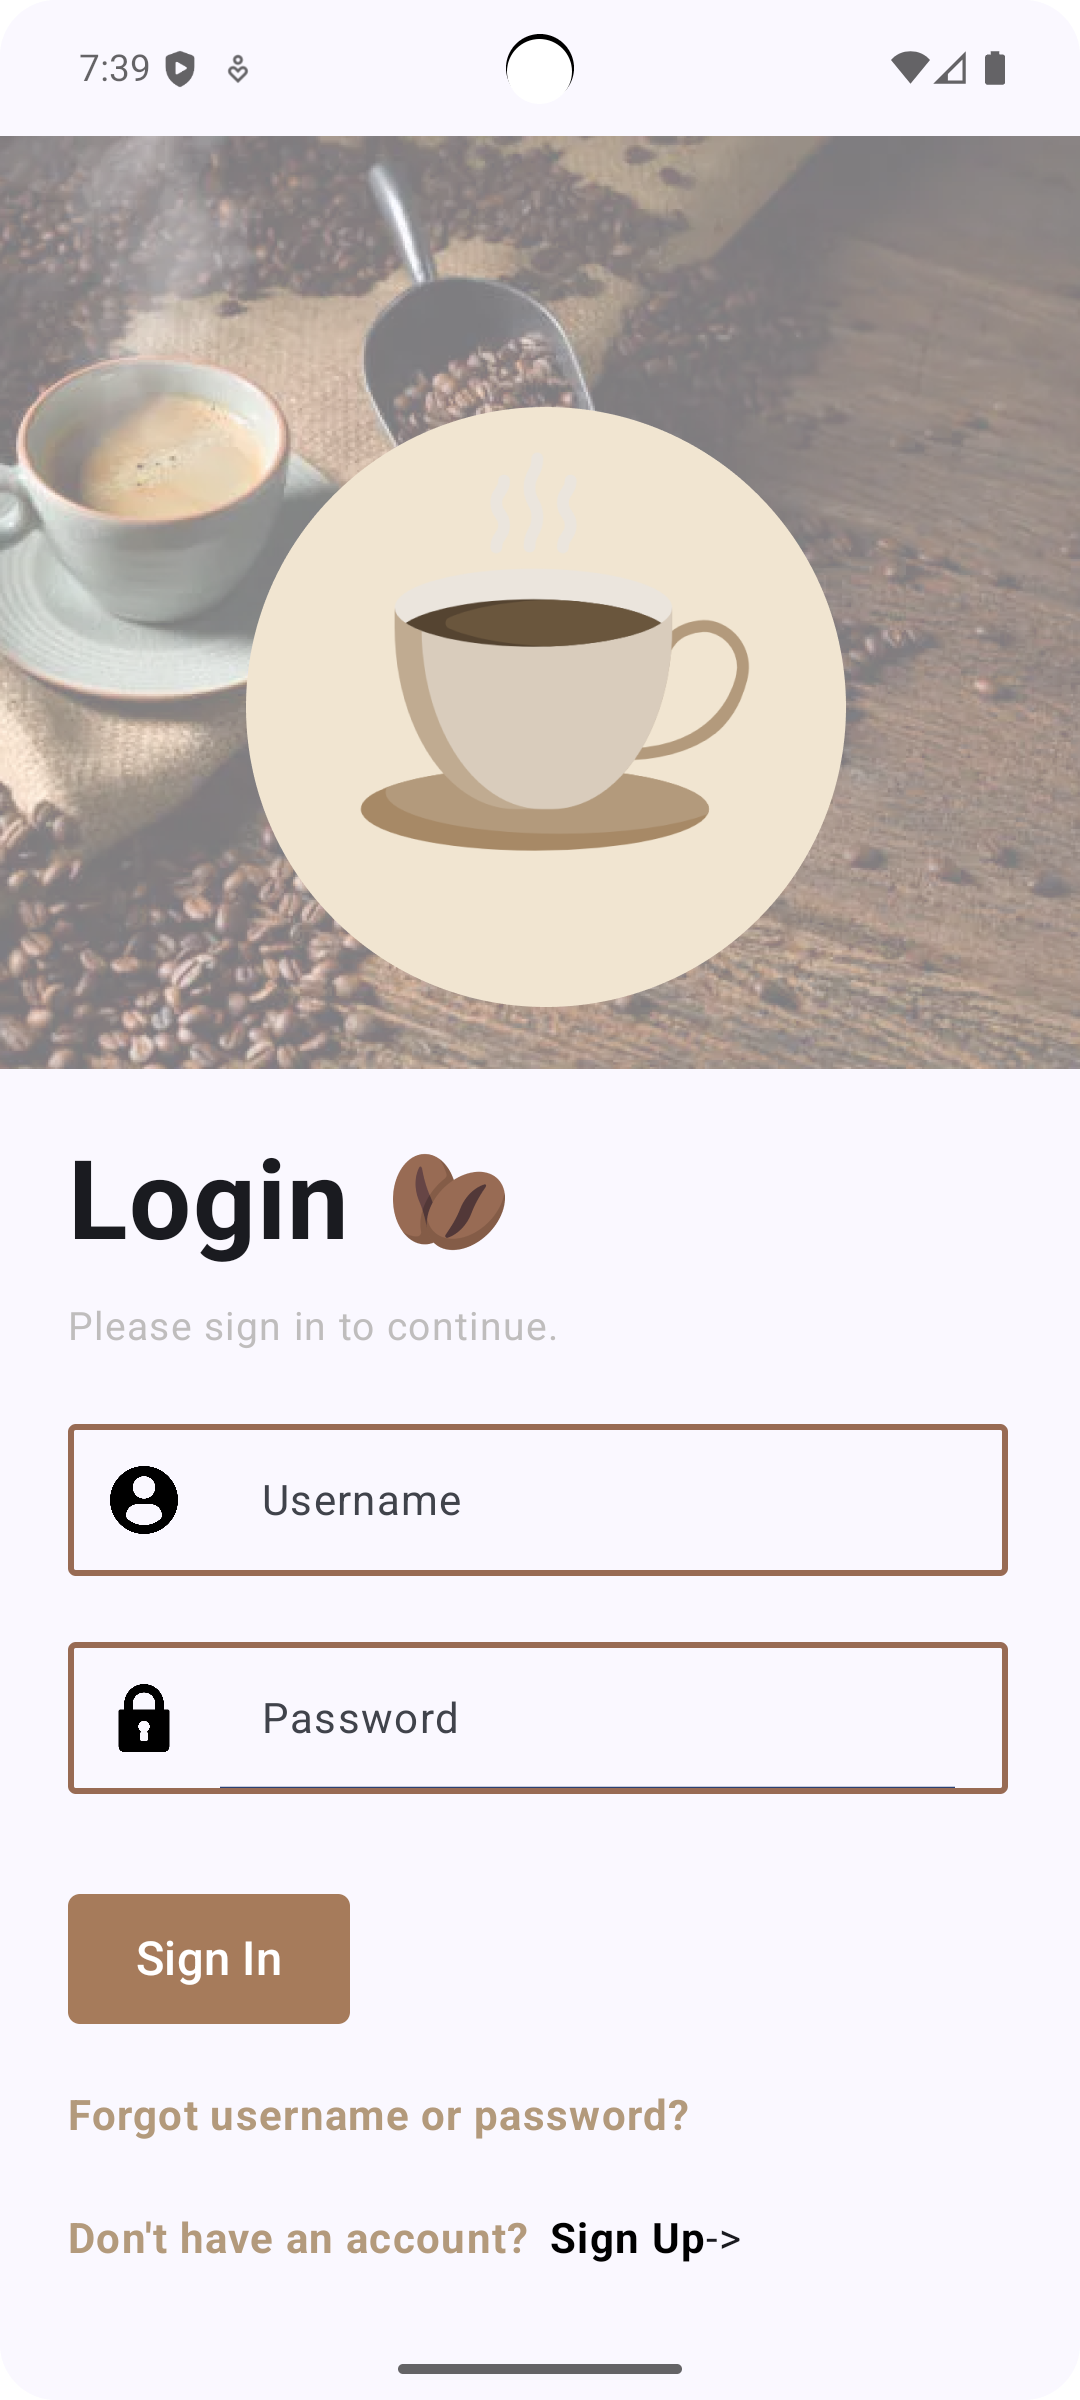 7:39
Login
Please sign in to continue.
Username
Password
Sign In
Forgot username or password?
Don't have an account? Sign Up->